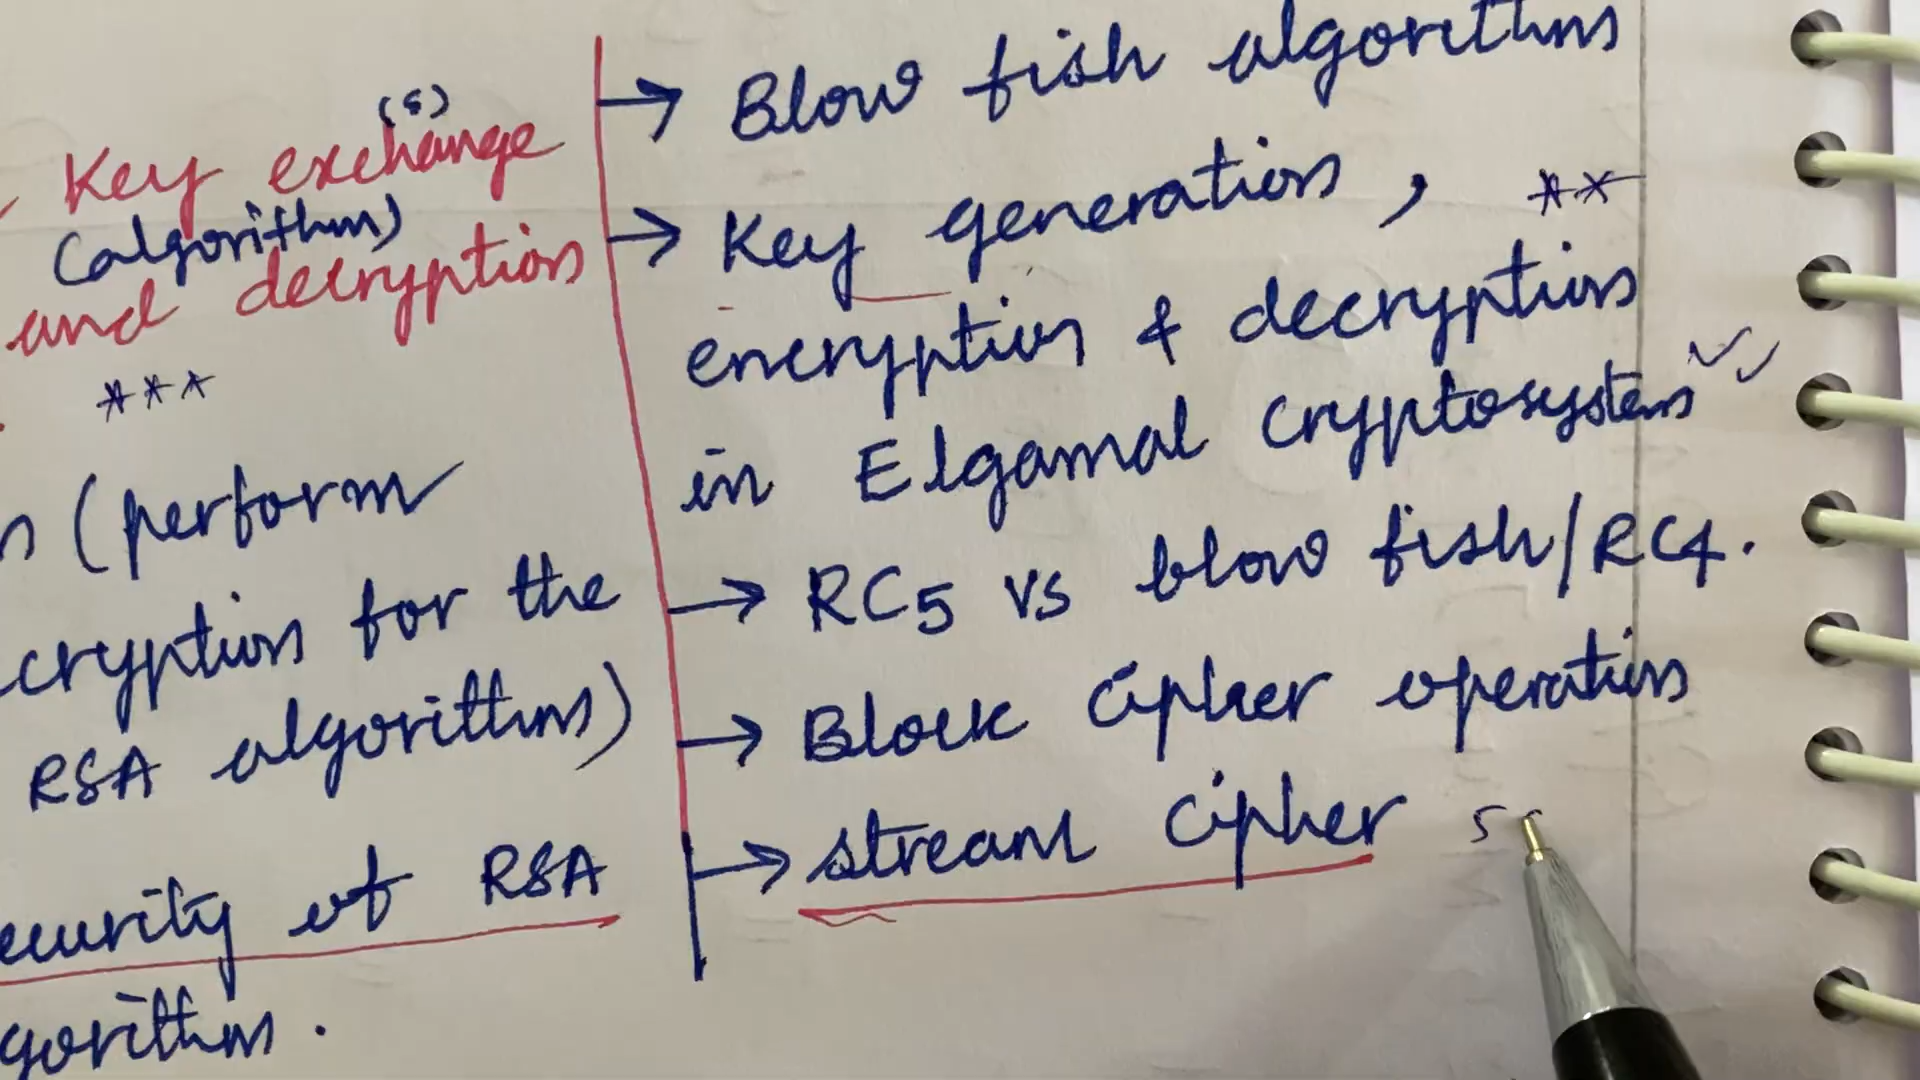 (5)
Key exchange
(algorithm)
and decryption
***
(perform
cryption for the
RSA algorithm)
ecurity of RSA
gorithm.
→ Blow fish algorithm
→ Key generation, **
encryption & decryption
in Elgamal cryptosystem
→ RC5 vs blow fish/RC4.
→ Block Cipher operation
→ stream Cipher